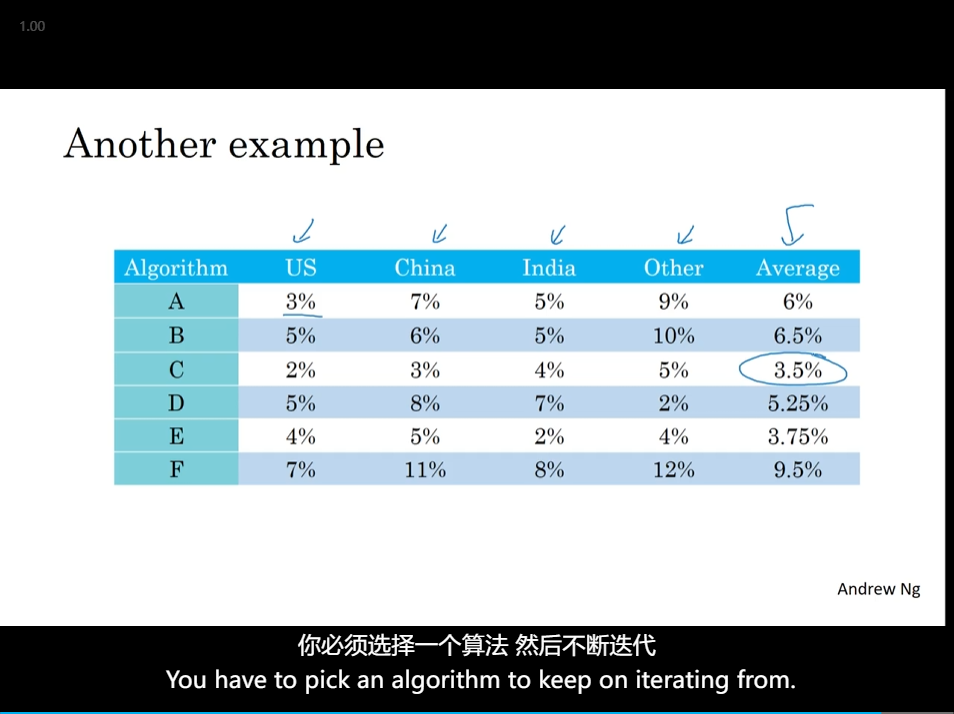 1.00
Another example
Algorithm US China India Other Average
A 3% 7% 5% 9% 6%
B 5% 6% 5% 10% 6.5%
C 2% 3% 4% 5% 3.5%
D 5% 8% 7% 2% 5.25%
E 4% 5% 2% 4% 3.75%
F 7% 11% 8% 12% 9.5%
Andrew Ng
你必须选择一个算法 然后不断迭代
You have to pick an algorithm to keep on iterating from.